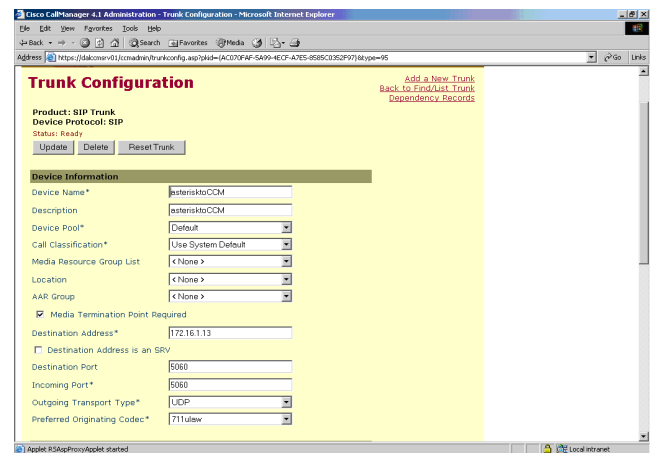 Cisco CallManager 4.1 Administration - Trunk Configuration - Microsoft Internet Explorer
File Edit View Favorites Tools Help
Back Search Favorites Media
Address https://dalccmsrv01/ccmadmin/trunkconfig.asp?pkid={AC070FAF-5A99-4ECF-A7E5-8585C0352F97}&type=95 Go Links
Trunk Configuration
Add a New Trunk
Back to Find/List Trunk
Dependency Records
Product: SIP Trunk
Device Protocol: SIP
Status: Ready
Update Delete Reset Trunk
Device Information
Device Name* asterisktoCCM
Description asterisktoCCM
Device Pool* Default
Call Classification* Use System Default
Media Resource Group List < None >
Location < None >
AAR Group < None >
Media Termination Point Required
Destination Address* 172.16.1.13
Destination Address is an SRV
Destination Port 5060
Incoming Port* 5060
Outgoing Transport Type* UDP
Preferred Originating Codec* 711ulaw
Applet RSAspProxyApplet started Local intranet